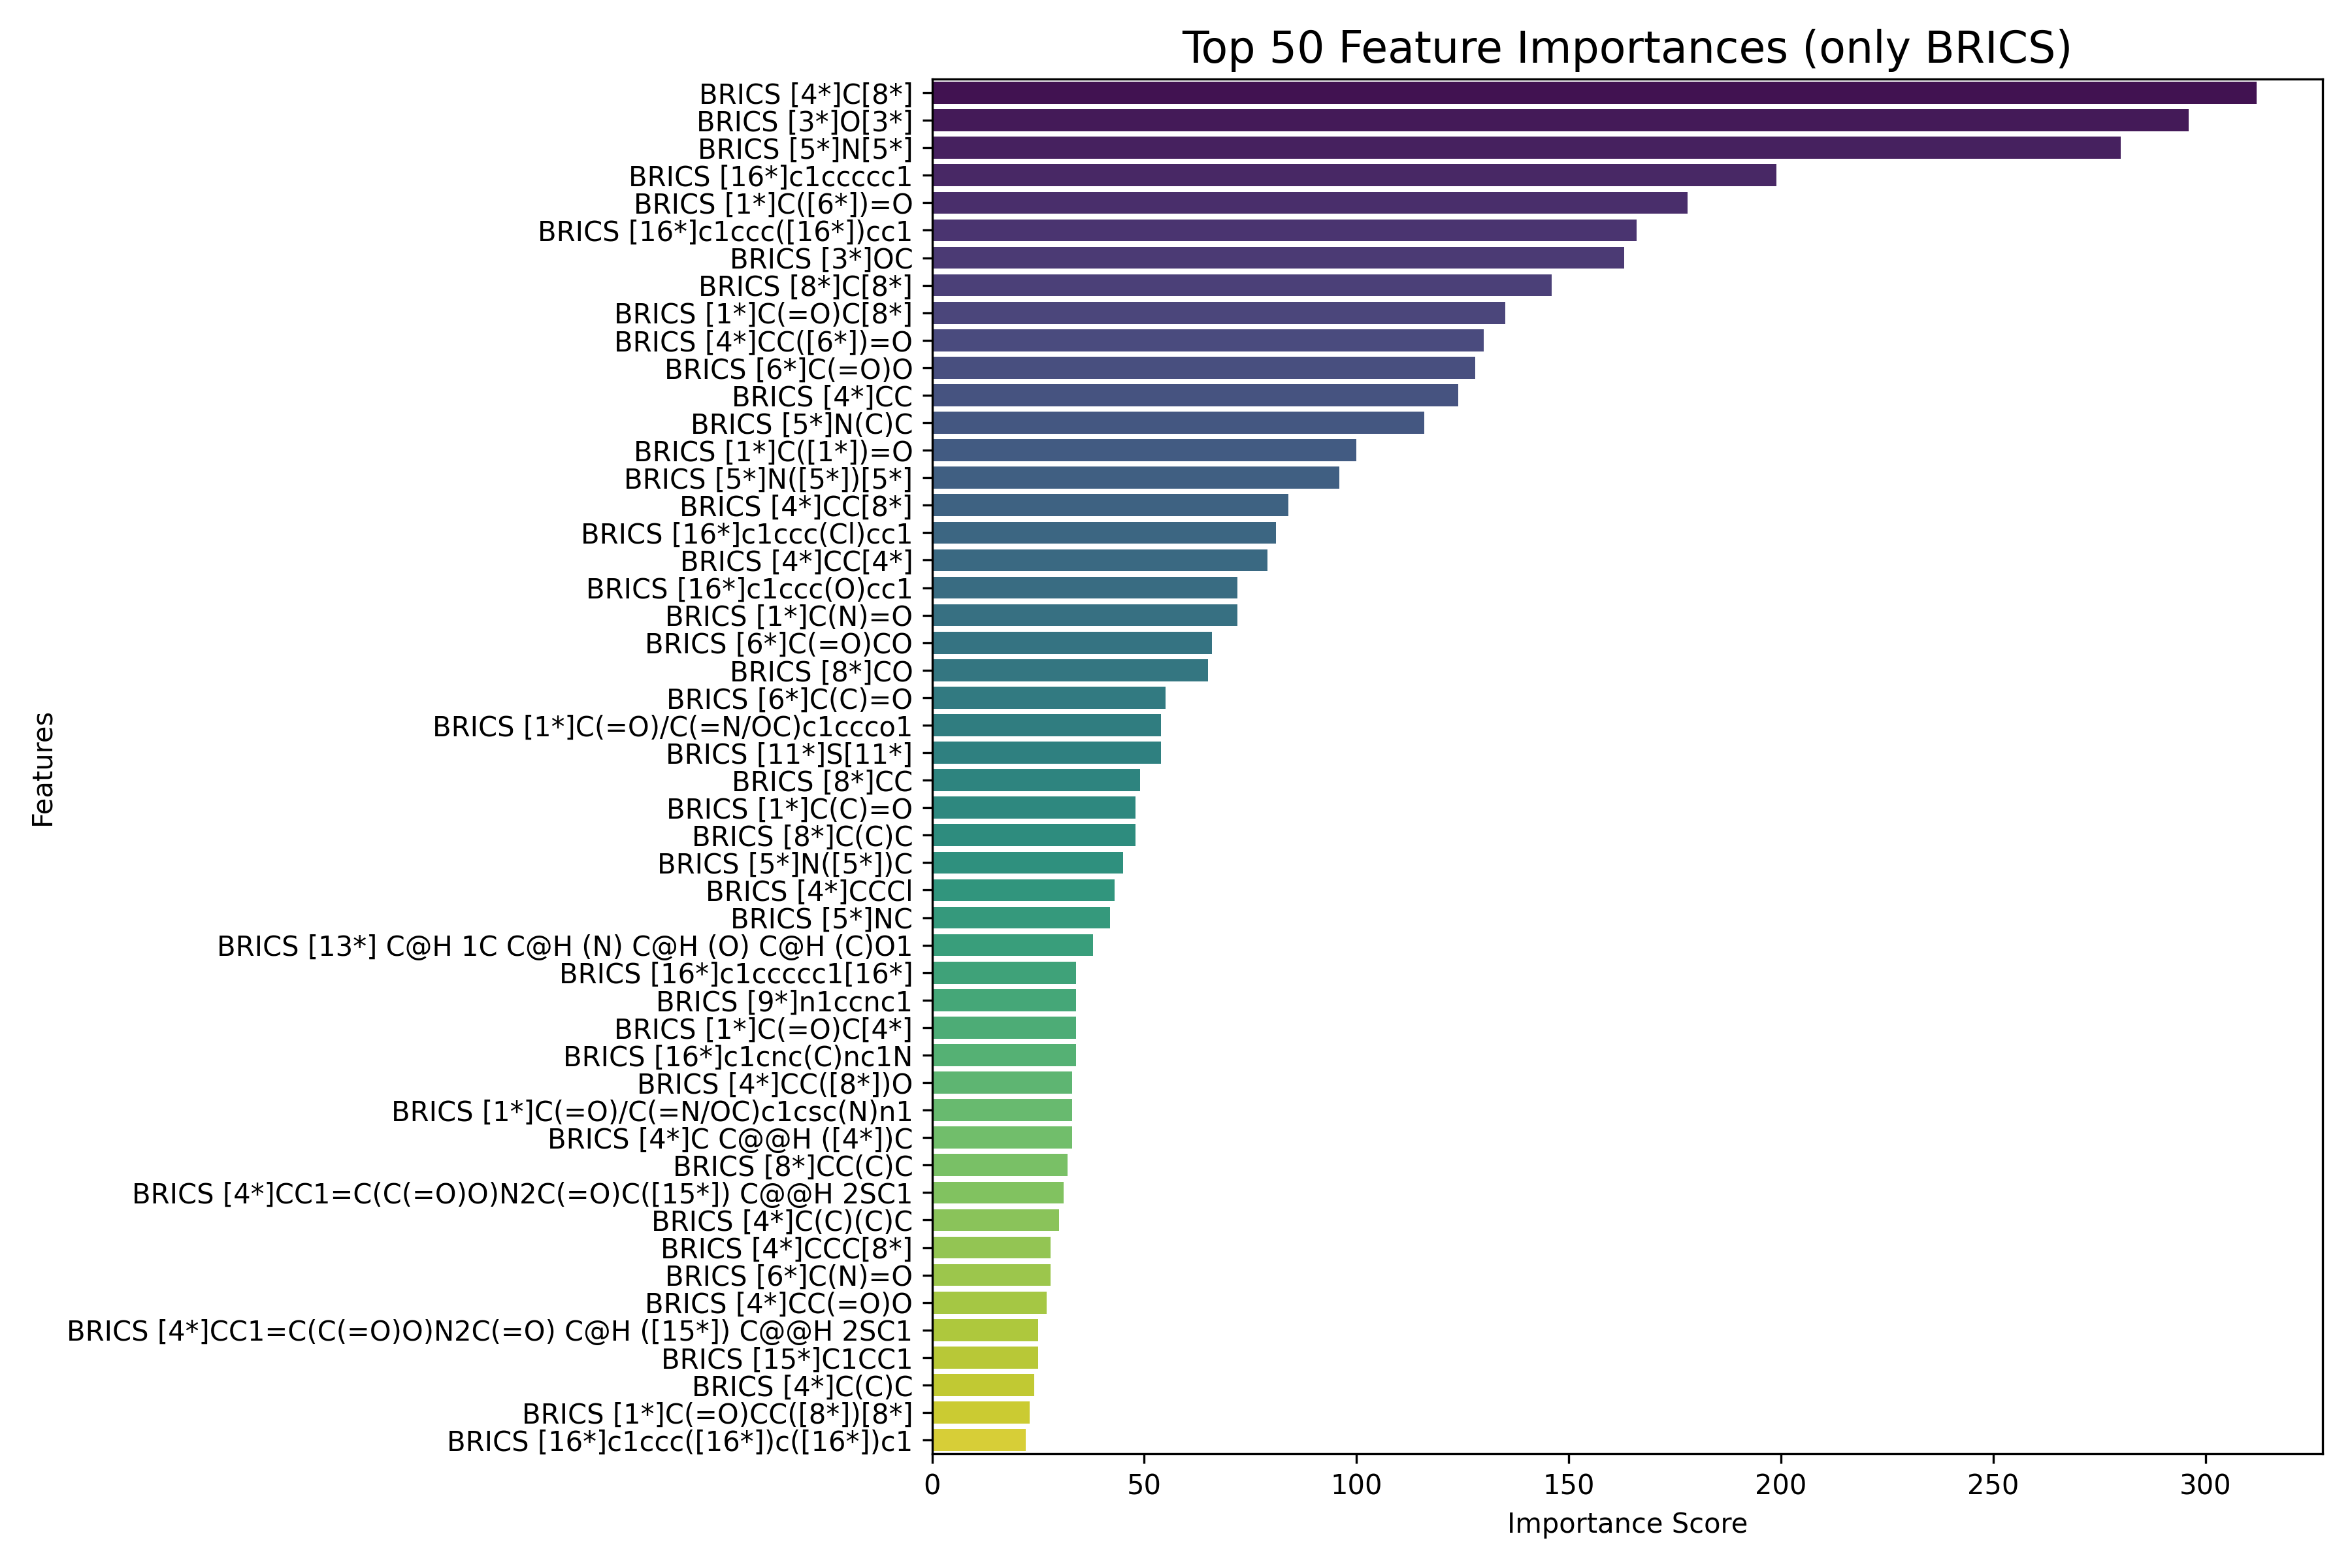 Top 50 Feature Importances (only BRICS)
BRICS [4*]C[8*]
BRICS [3*]O[3*]
BRICS [5*]N[5*]
BRICS [16*]c1ccccc1
BRICS [1*]C([6*])=O
BRICS [16*]c1ccc([16*])cc1
BRICS [3*]OC
BRICS [8*]C[8*]
BRICS [1*]C(=O)C[8*]
BRICS [4*]CC([6*])=O
BRICS [6*]C(=O)O
BRICS [4*]CC
BRICS [5*]N(C)C
BRICS [1*]C([1*])=O
BRICS [5*]N([5*])[5*]
BRICS [4*]CC[8*]
BRICS [16*]c1ccc(Cl)cc1
BRICS [4*]CC[4*]
BRICS [16*]c1ccc(O)cc1
BRICS [1*]C(N)=O
BRICS [6*]C(=O)CO
BRICS [8*]CO
BRICS [6*]C(C)=O
BRICS [1*]C(=O)/C(=N/OC)c1ccco1
BRICS [11*]S[11*]
BRICS [8*]CC
BRICS [1*]C(C)=O
BRICS [8*]C(C)C
BRICS [5*]N([5*])C
BRICS [4*]CCCl
BRICS [5*]NC
BRICS [13*] C@H 1C C@H (N) C@H (O) C@H (C)O1
BRICS [16*]c1ccccc1[16*]
BRICS [9*]n1ccnc1
BRICS [1*]C(=O)C[4*]
BRICS [16*]c1cnc(C)nc1N
BRICS [4*]CC([8*])O
BRICS [1*]C(=O)/C(=N/OC)c1csc(N)n1
BRICS [4*]C C@@H ([4*])C
BRICS [8*]CC(C)C
BRICS [4*]CC1=C(C(=O)O)N2C(=O)C([15*]) C@@H 2SC1
BRICS [4*]C(C)(C)C
BRICS [4*]CCC[8*]
BRICS [6*]C(N)=O
BRICS [4*]CC(=O)O
BRICS [4*]CC1=C(C(=O)O)N2C(=O) C@H ([15*]) C@@H 2SC1
BRICS [15*]C1CC1
BRICS [4*]C(C)C
BRICS [1*]C(=O)CC([8*])[8*]
BRICS [16*]c1ccc([16*])c([16*])c1
Features
0 50 100 150 200 250 300
Importance Score